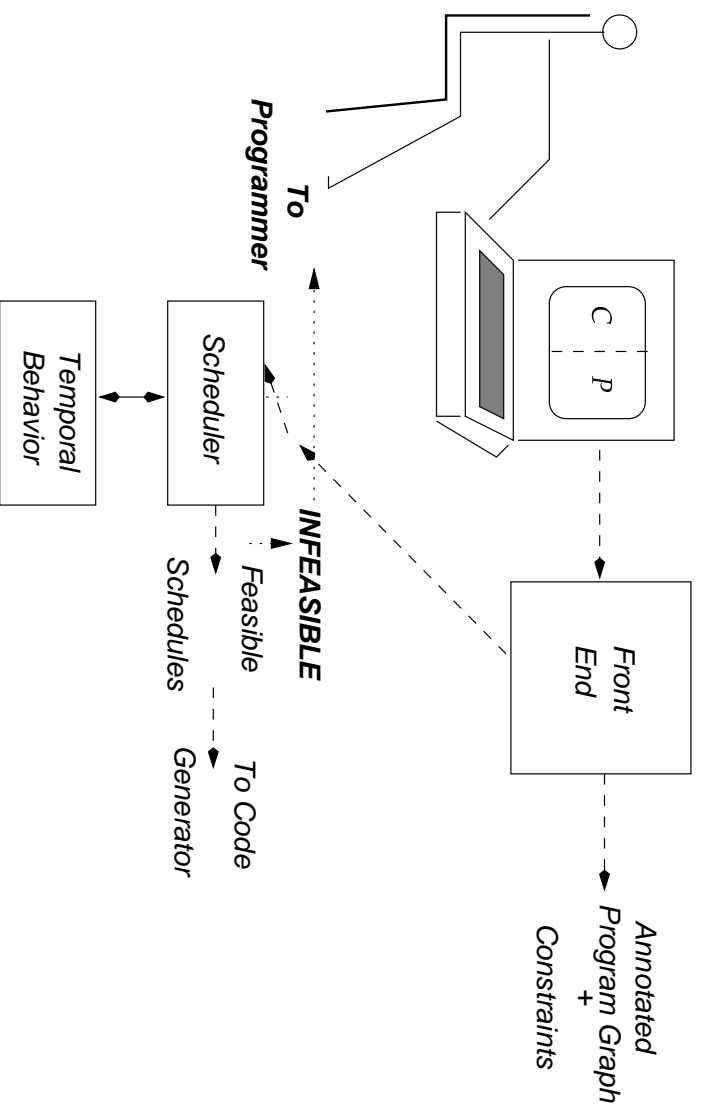 C
P
Front
End
Annotated
Program Graph
+
Constraints
To
Programmer
INFEASIBLE
Scheduler
Feasible
Schedules
To Code
Generator
Temporal
Behavior